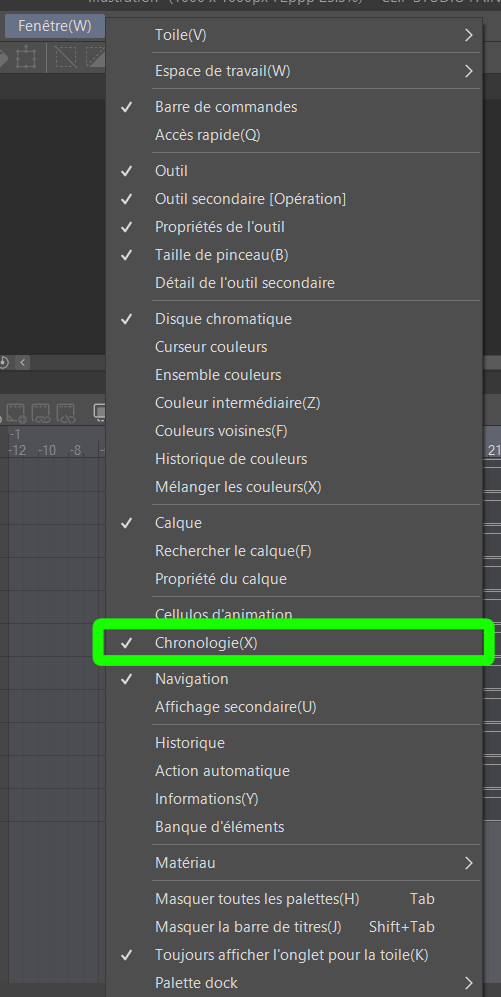 Fenêtre(W)
Toile(V)
Espace de travail(W)
Barre de commandes
Accès rapide(Q)
Outil
Outil secondaire [Opération]
Propriétés de l'outil
Taille de pinceau(B)
Détail de l'outil secondaire
Disque chromatique
Curseur couleurs
Ensemble couleurs
Couleur intermédiaire(Z)
Couleurs voisines(F)
Historique de couleurs
Mélanger les couleurs(X)
Calque
Rechercher le calque(F)
Propriété du calque
Cellulos d'animation
Chronologie(X)
Navigation
Affichage secondaire(U)
Historique
Action automatique
Informations(Y)
Banque d'éléments
Matériau
Masquer toutes les palettes(H) Tab
Masquer la barre de titres(J) Shift+Tab
Toujours afficher l'onglet pour la toile(K)
Palette dock
-1
-12 -10 -8
21